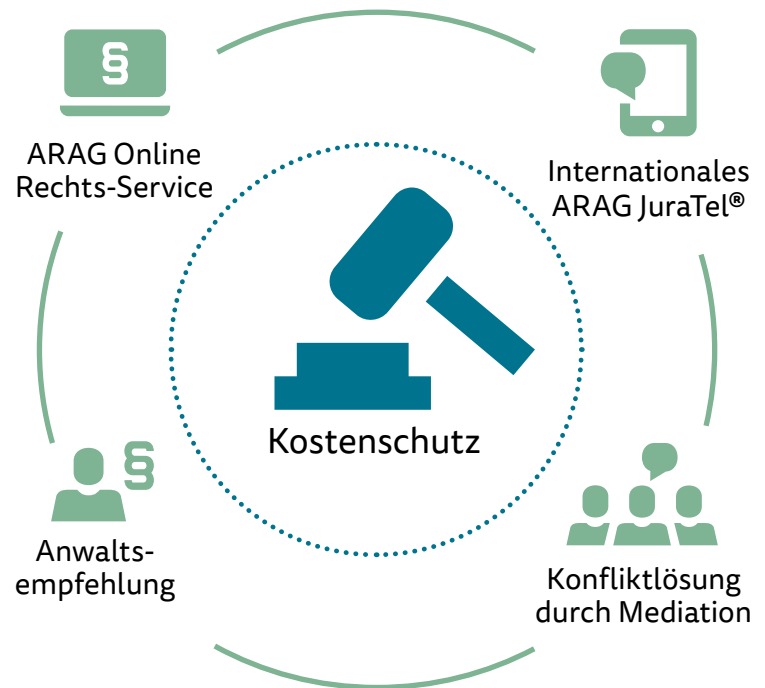 §
ARAG Online
Rechts-Service
Internationales
ARAG JuraTel®
Kostenschutz
§
Anwalts-
empfehlung
Konfliktlösung
durch Mediation